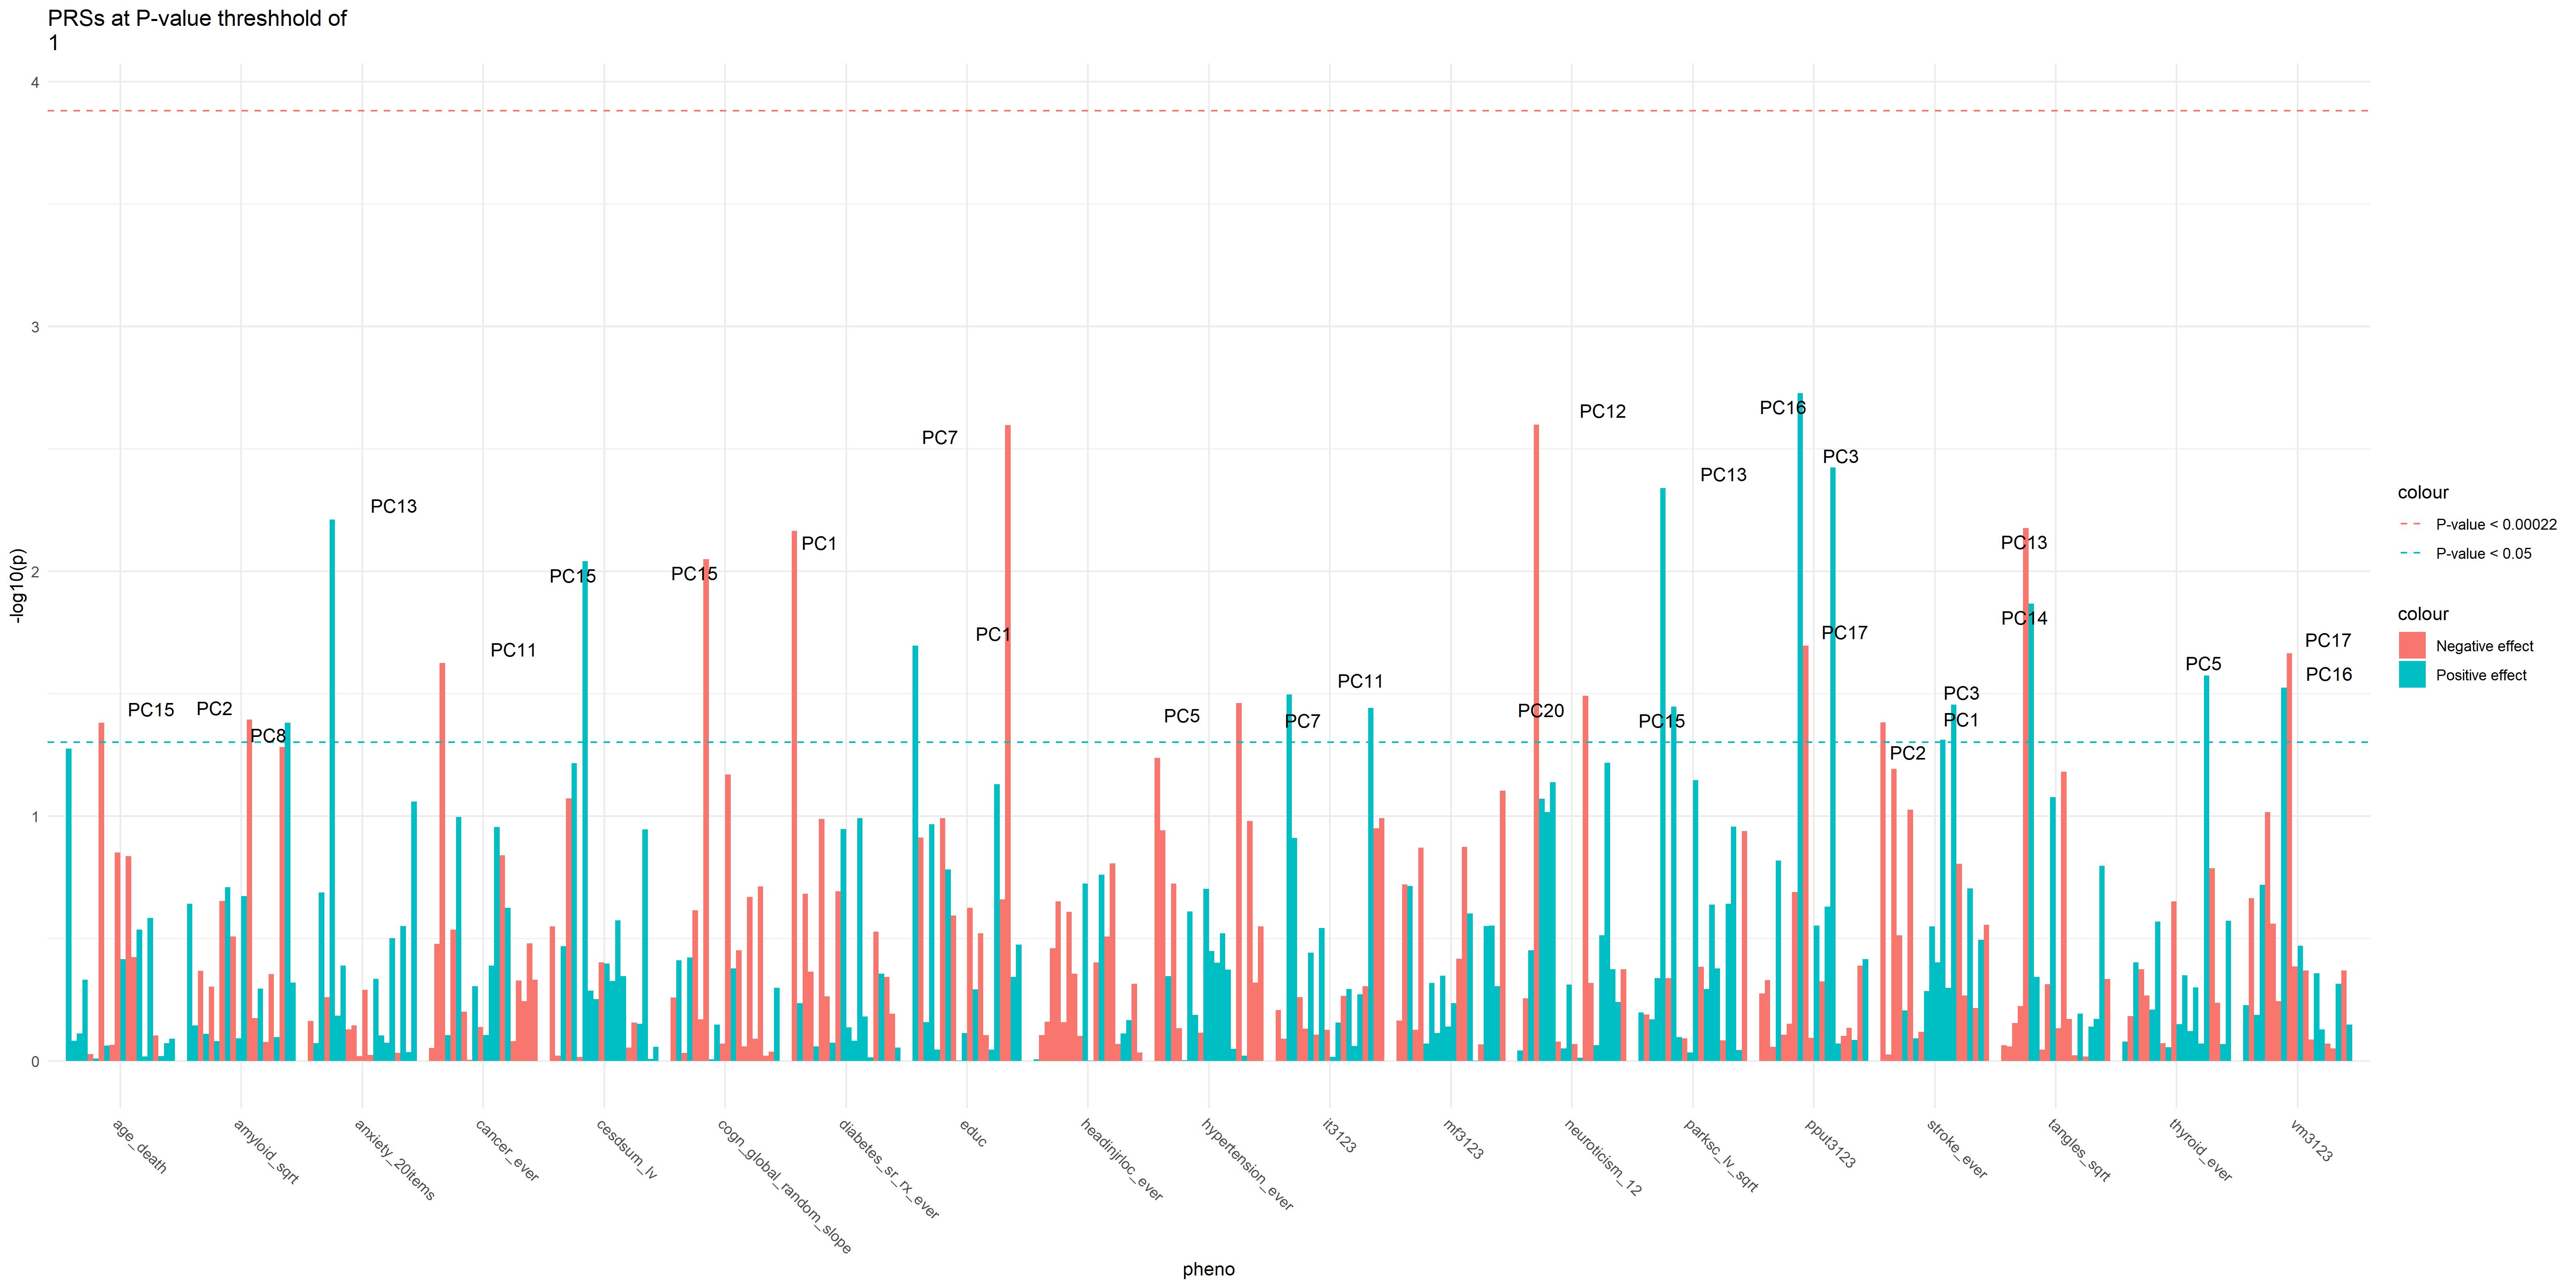 PRSs at P-value threshhold of
1
4
3
2
1
0
-log10(p)
PC15
PC2
PC8
PC13
PC11
PC15
PC15
PC1
PC7
PC1
PC5
PC7
PC11
PC12
PC20
PC13
PC15
PC16
PC3
PC17
PC2
PC3
PC1
PC13
PC14
PC5
PC17
PC16
age_death
amyloid_sqrt
anxiety_20items
cancer_ever
cesdsum_lv
cogn_global_random_slope
diabetes_sr_rx_ever
educ
headinjrloc_ever
hypertension_ever
it3123
mf3123
neuroticism_12
parksc_lv_sqrt
pput3123
stroke_ever
tangles_sqrt
thyroid_ever
vm3123
pheno
colour
P-value < 0.00022
P-value < 0.05
colour
Negative effect
Positive effect